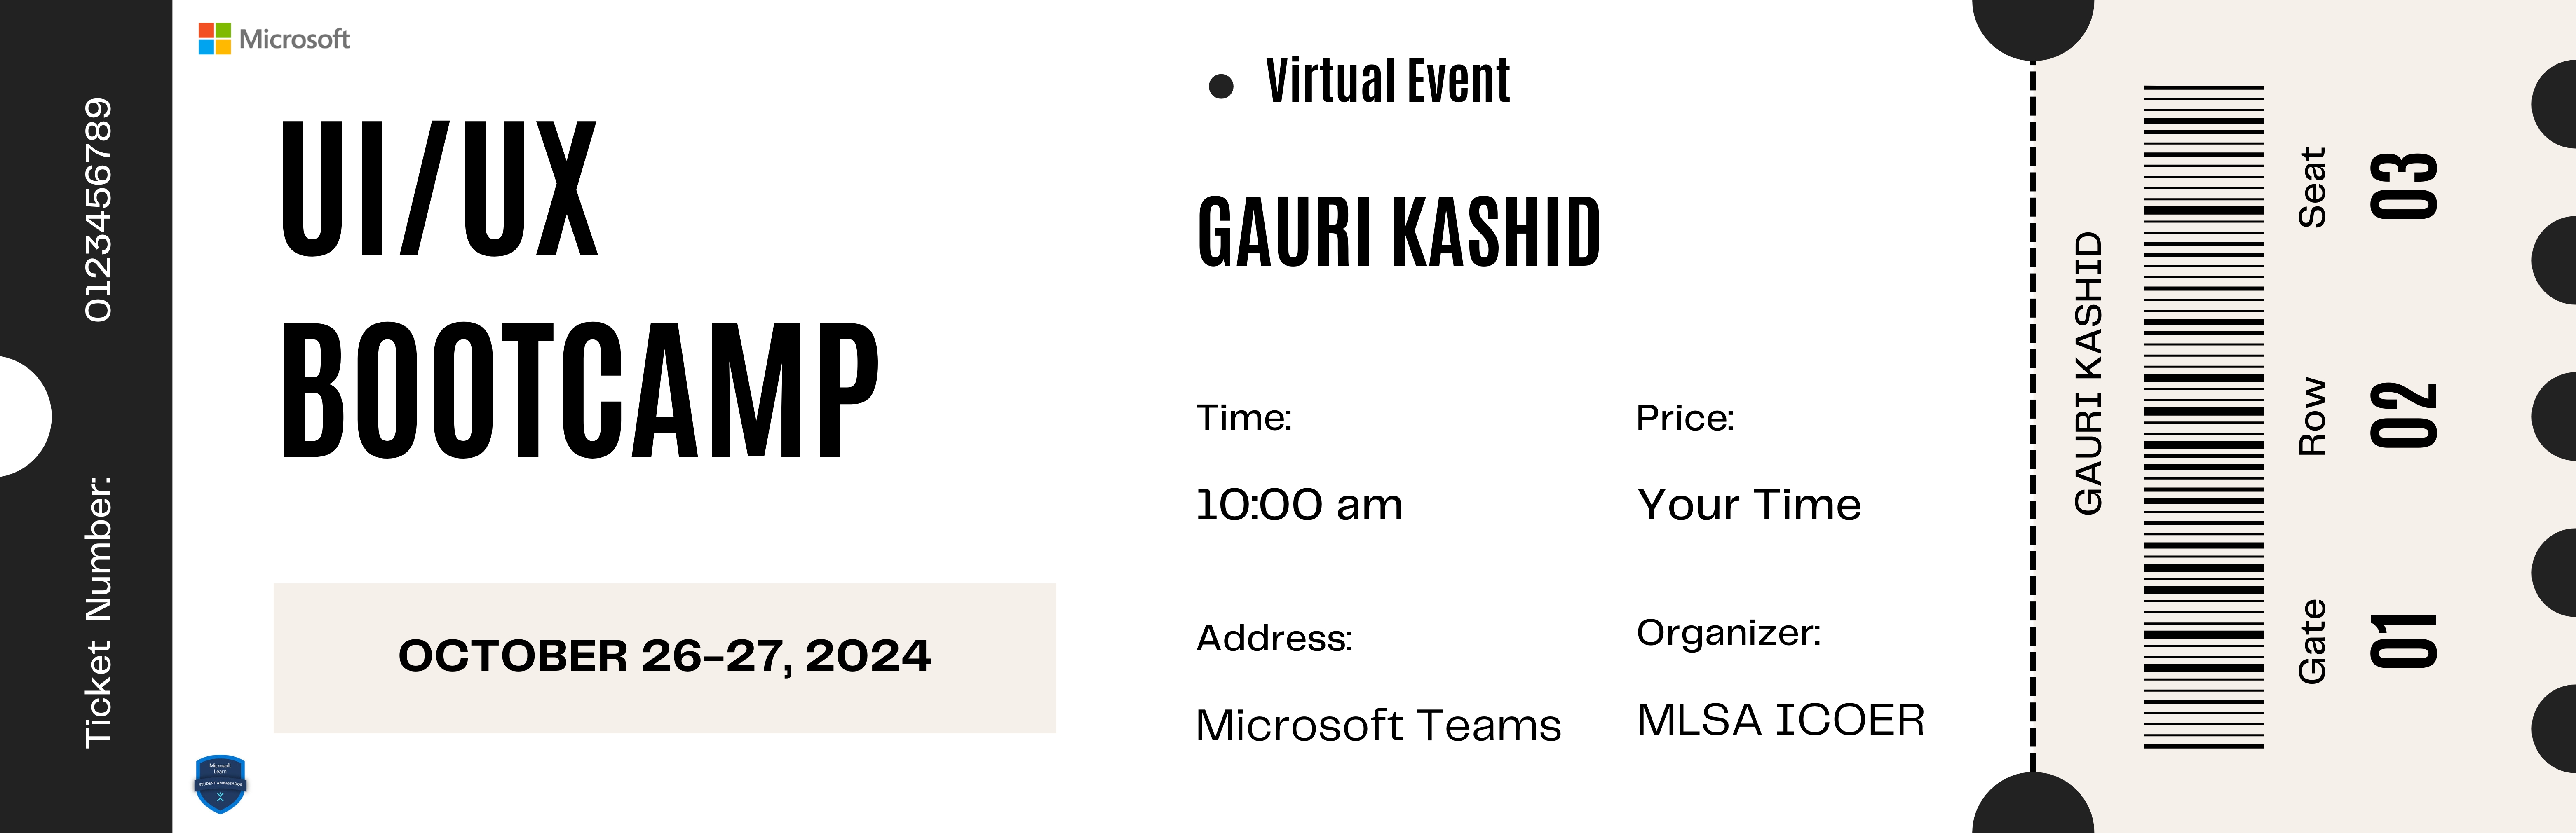 Ticket Number:
0123456789
Microsoft
UI/UX
BOOTCAMP
OCTOBER 26-27, 2024
Microsoft
Learn
STUDENT AMBASSADOR
Virtual Event
GAURI KASHID
Time:
10:00 am
Price:
Your Time
Address:
Microsoft Teams
Organizer:
MLSA ICOER
GAURI KASHID
Gate
01
Row
02
Seat
03